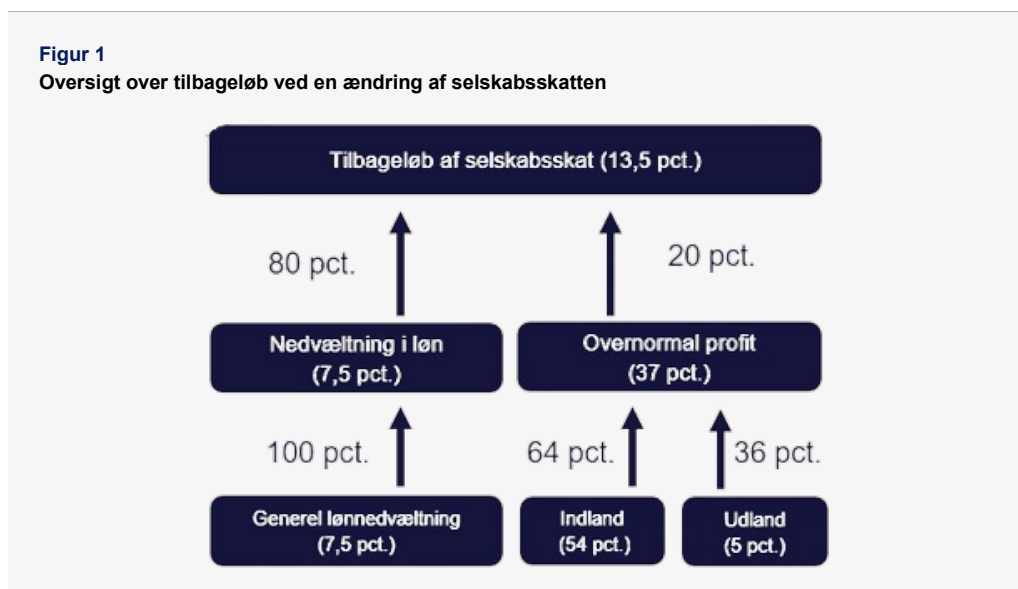 Figur 1
Oversigt over tilbageløb ved en ændring af selskabsskatten
Tilbageløb af selskabsskat (13,5 pct.)
80 pct.
20 pct.
Nedvæltning i løn
(7,5 pct.)
Overnormal profit
(37 pct.)
100 pct.
64 pct.
36 pct.
Generel lønnedvæltning
(7,5 pct.)
Indland
(54 pct.)
Udland
(5 pct.)